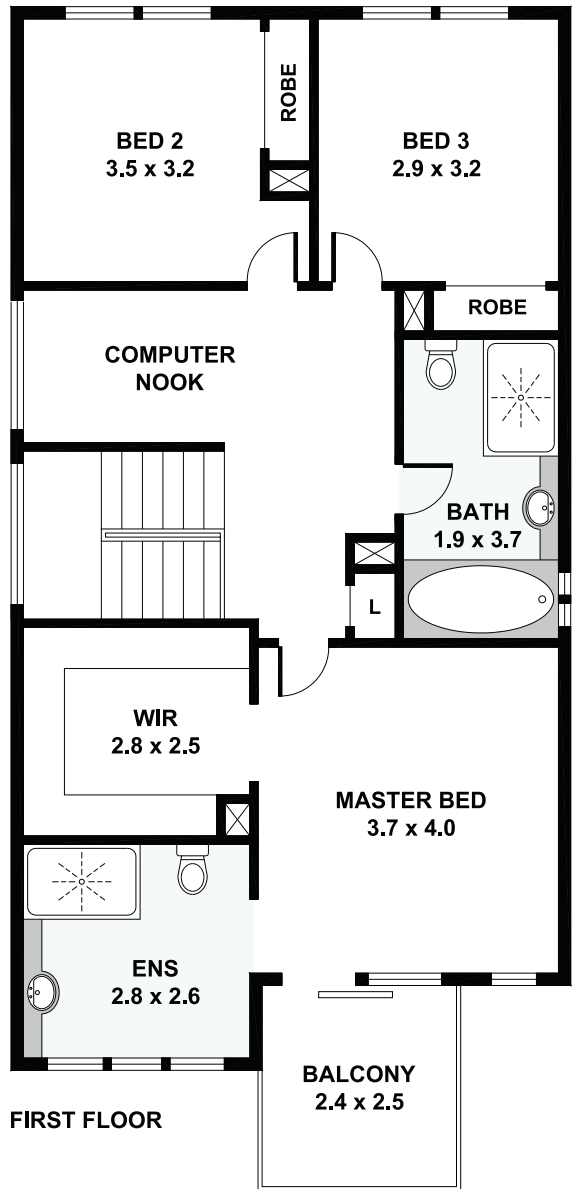 BED 2
3.5 x 3.2
ROBE
BED 3
2.9 x 3.2
ROBE
COMPUTER
NOOK
BATH
1.9 x 3.7
L
WIR
2.8 x 2.5
MASTER BED
3.7 x 4.0
ENS
2.8 x 2.6
BALCONY
2.4 x 2.5
FIRST FLOOR